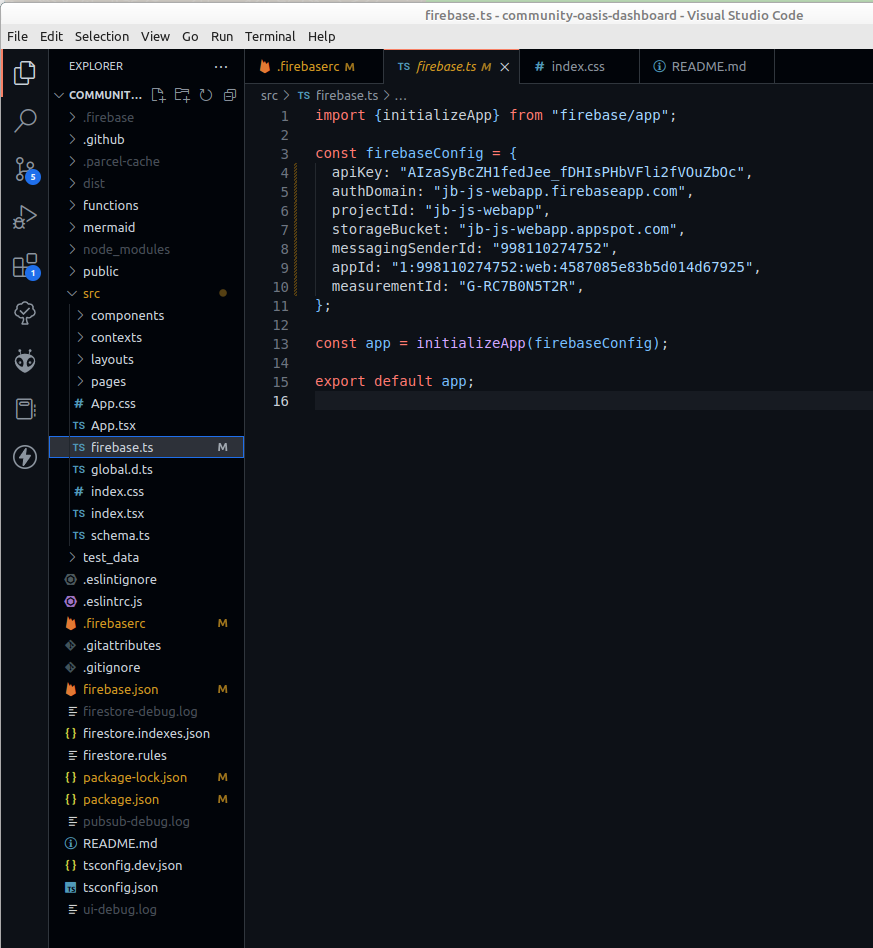 firebase.ts - community-oasis-dashboard - Visual Studio Code
File Edit Selection View Go Run Terminal Help
EXPLORER ...
COMMUNIT...
.firebase
.github
.parcel-cache
dist
functions
mermaid
node_modules
public
src
components
contexts
layouts
pages
# App.css
TS App.tsx
TS firebase.ts M
TS global.d.ts
# index.css
TS index.tsx
TS schema.ts
test_data
.eslintignore
.eslintrc.js
.firebaserc M
.gitattributes
.gitignore
firebase.json M
firestore-debug.log
{} firestore.indexes.json
firestore.rules
{} package-lock.json M
{} package.json M
pubsub-debug.log
README.md
{} tsconfig.dev.json
TS tsconfig.json
ui-debug.log
5
1
.firebaserc M
TS firebase.ts M
# index.css
README.md
src > TS firebase.ts > ...
1 import {initializeApp} from "firebase/app";
2
3 const firebaseConfig = {
4 apiKey: "AIzaSyBcZH1fedJee_fDHIsPHbVFli2fVOuZbOc",
5 authDomain: "jb-js-webapp.firebaseapp.com",
6 projectId: "jb-js-webapp",
7 storageBucket: "jb-js-webapp.appspot.com",
8 messagingSenderId: "998110274752",
9 appId: "1:998110274752:web:4587085e83b5d014d67925",
10 measurementId: "G-RC7B0N5T2R",
11 };
12
13 const app = initializeApp(firebaseConfig);
14
15 export default app;
16